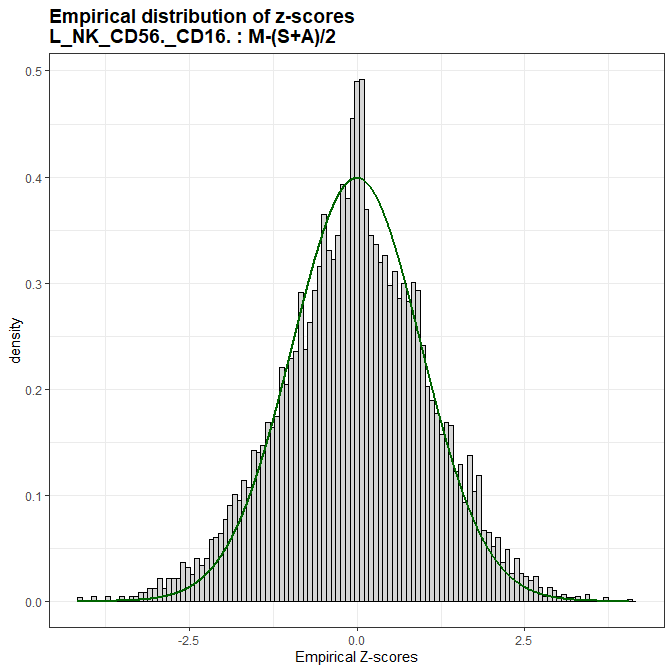 Empirical distribution of z-scores
L_NK_CD56._CD16. : M-(S+A)/2
0.5
0.4
0.3
0.2
0.1
0.0
density
-2.5 0.0 2.5
Empirical Z-scores